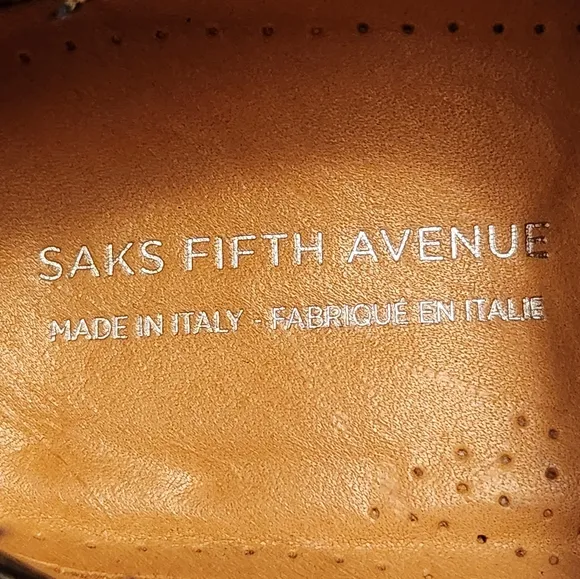 SAKS FIFTH AVENUE
MADE IN ITALY - FABRIQUÉ EN ITALIE